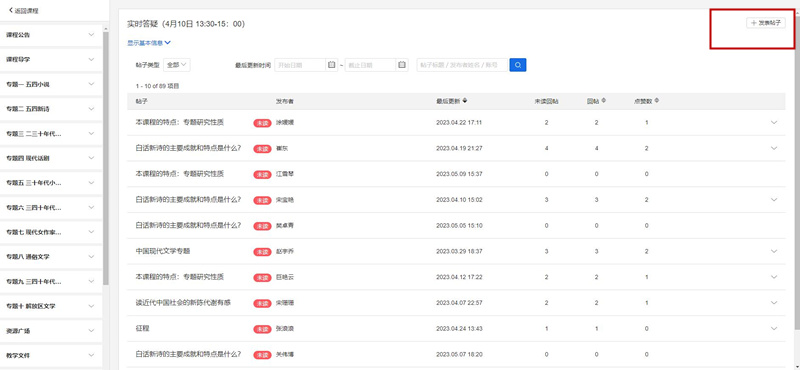 返回课程
课程公告
课程导学
专题一 五四小说
专题二 五四新诗
专题三 二三十年代...
专题四 现代话剧
专题五 三十年代小...
专题六 三四十年代...
专题七 现代女作家...
专题八 通俗文学
专题九 三四十年代...
专题十 解放区文学
资源广场
教学文件
实时答疑（4月10日 13:30-15：00）
+ 发表帖子
显示基本信息
帖子类型 全部 最后更新时间 开始日期 ~ 截止日期 帖子标题 / 发布者姓名 / 账号
1 - 10 of 89 项目
帖子 发布者 最后更新 未读回帖 回帖 点赞数
本课程的特点：专题研究性质 未读 涂媛媛 2023.04.22 17:11 2 2 1
白话新诗的主要成就和特点是什么？ 未读 崔东 2023.04.19 21:27 4 4 2
本课程的特点：专题研究性质 未读 江雪琴 2023.05.09 15:37 0 0 0
白话新诗的主要成就和特点是什么？ 未读 宋宝艳 2023.04.10 15:02 3 3 2
白话新诗的主要成就和特点是什么？ 未读 樊卓青 2023.05.05 15:10 0 0 0
中国现代文学专题 未读 赵宇乔 2023.03.29 18:37 3 3 2
本课程的特点：专题研究性质 未读 巨艳云 2023.04.12 17:22 2 2 1
读近代中国社会的新陈代谢有感 未读 宋珊珊 2023.04.07 22:57 2 2 1
征程 未读 张浪浪 2023.04.24 13:43 1 1 0
白话新诗的主要成就和特点是什么？ 未读 关伟博 2023.05.07 18:20 0 0 0